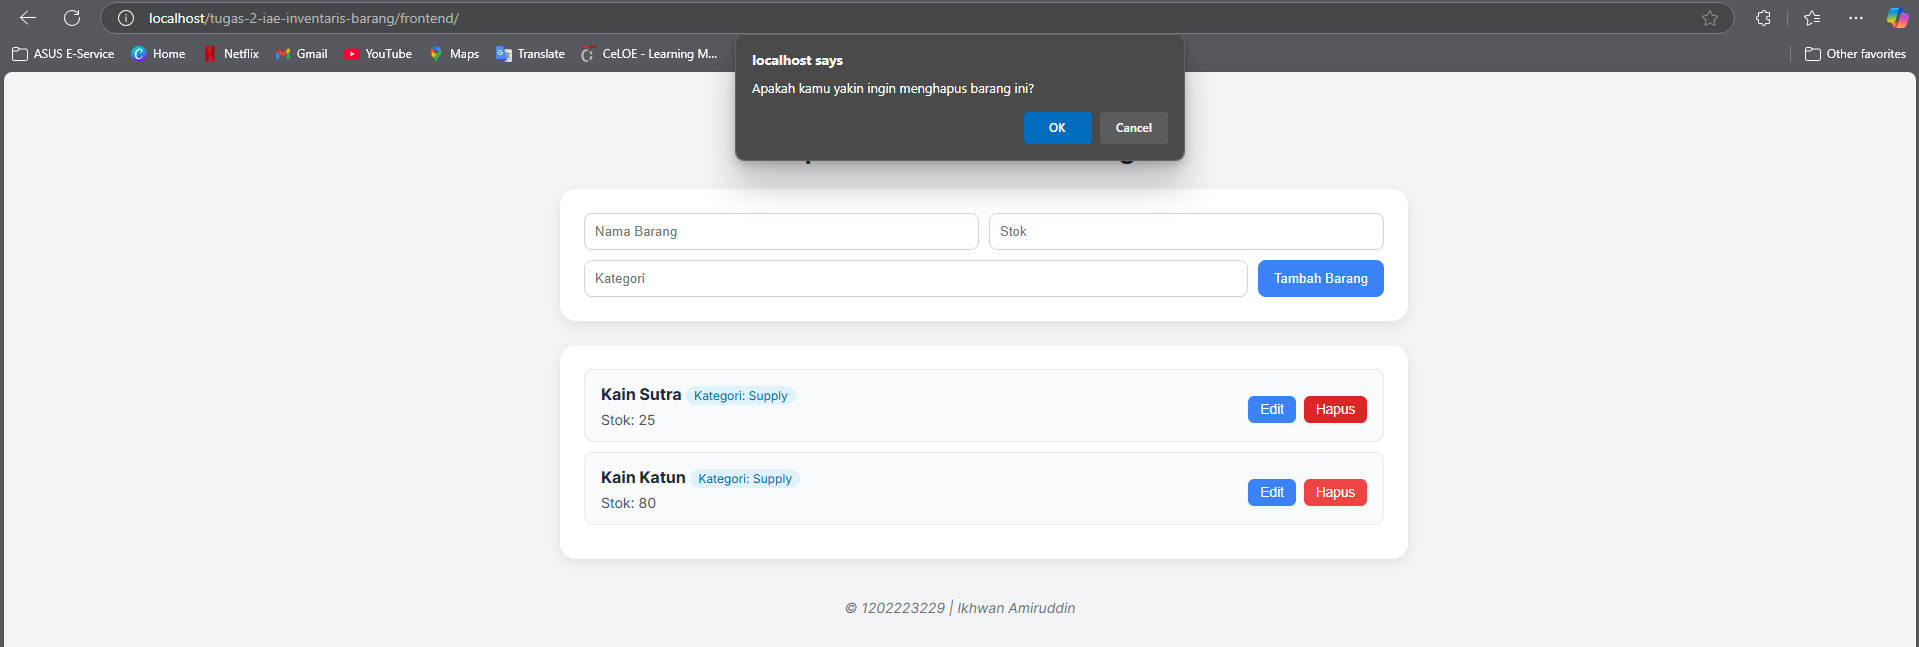 localhost/tugas-2-iae-inventaris-barang/frontend/
ASUS E-Service Home Netflix Gmail YouTube Maps Translate CeLOE - Learning M... Other favorites
localhost says
Apakah kamu yakin ingin menghapus barang ini?
OK Cancel
Nama Barang Stok
Kategori Tambah Barang
Kain Sutra Kategori: Supply
Stok: 25
Edit Hapus
Kain Katun Kategori: Supply
Stok: 80
Edit Hapus
© 1202223229 | Ikhwan Amiruddin